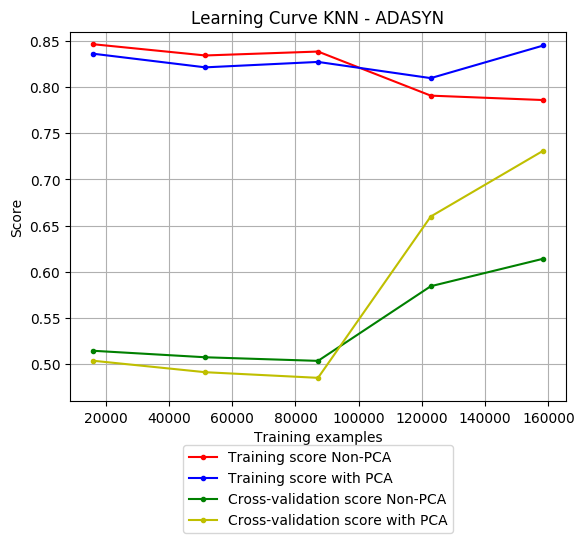 Learning Curve KNN - ADASYN
0.85
0.80
0.75
0.70
0.65
0.60
0.55
0.50
Score
20000 40000 60000 80000 100000 120000 140000 160000
Training examples
Training score Non-PCA
Training score with PCA
Cross-validation score Non-PCA
Cross-validation score with PCA